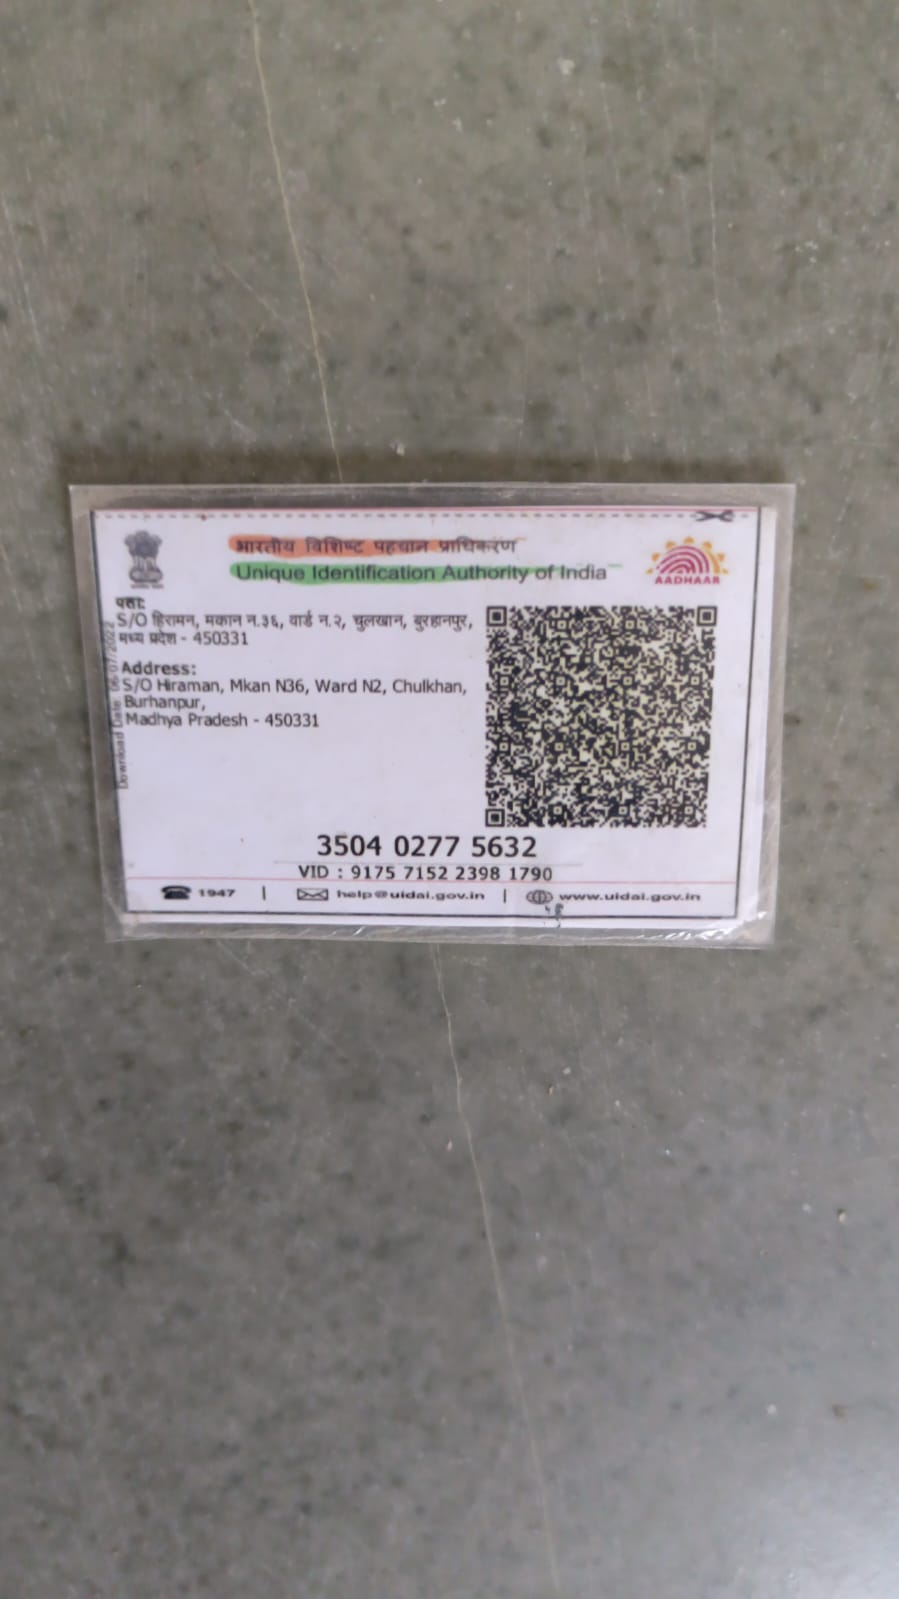 भारतीय विशिष्ट पहचान प्राधिकरण
Unique Identification Authority of India
AADHAAR
पता:
S/O हिरामन, मकान न.३६, वार्ड न.२, चुलखान, बुरहानपुर,
मध्य प्रदेश - 450331
Address:
S/O Hiraman, Mkan N36, Ward N2, Chulkhan,
Burhanpur,
Madhya Pradesh - 450331
Download Date: 06/07/2022
3504 0277 5632
VID : 9175 7152 2398 1790
1947 | help@uidai.gov.in | www.uidai.gov.in